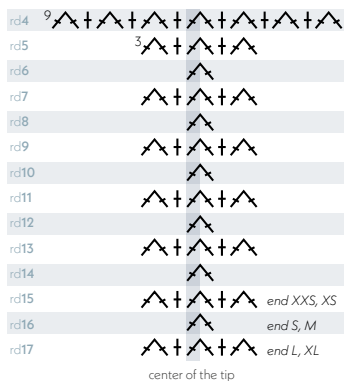 rd4 9
rd5 3
rd6
rd7
rd8
rd9
rd10
rd11
rd12
rd13
rd14
rd15 end XXS, XS
rd16 end S, M
rd17 end L, XL
center of the tip